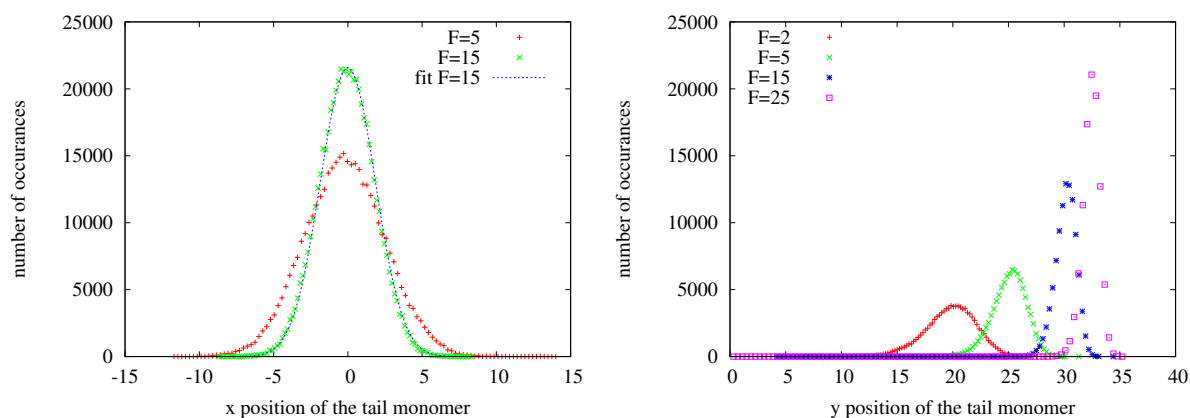 25000
20000
15000
10000
5000
0
-15 -10 -5 0 5 10 15
number of occurances
x position of the tail monomer
F=5
F=15
fit F=15
25000
20000
15000
10000
5000
0
0 5 10 15 20 25 30 35 40
number of occurances
y position of the tail monomer
F=2
F=5
F=15
F=25